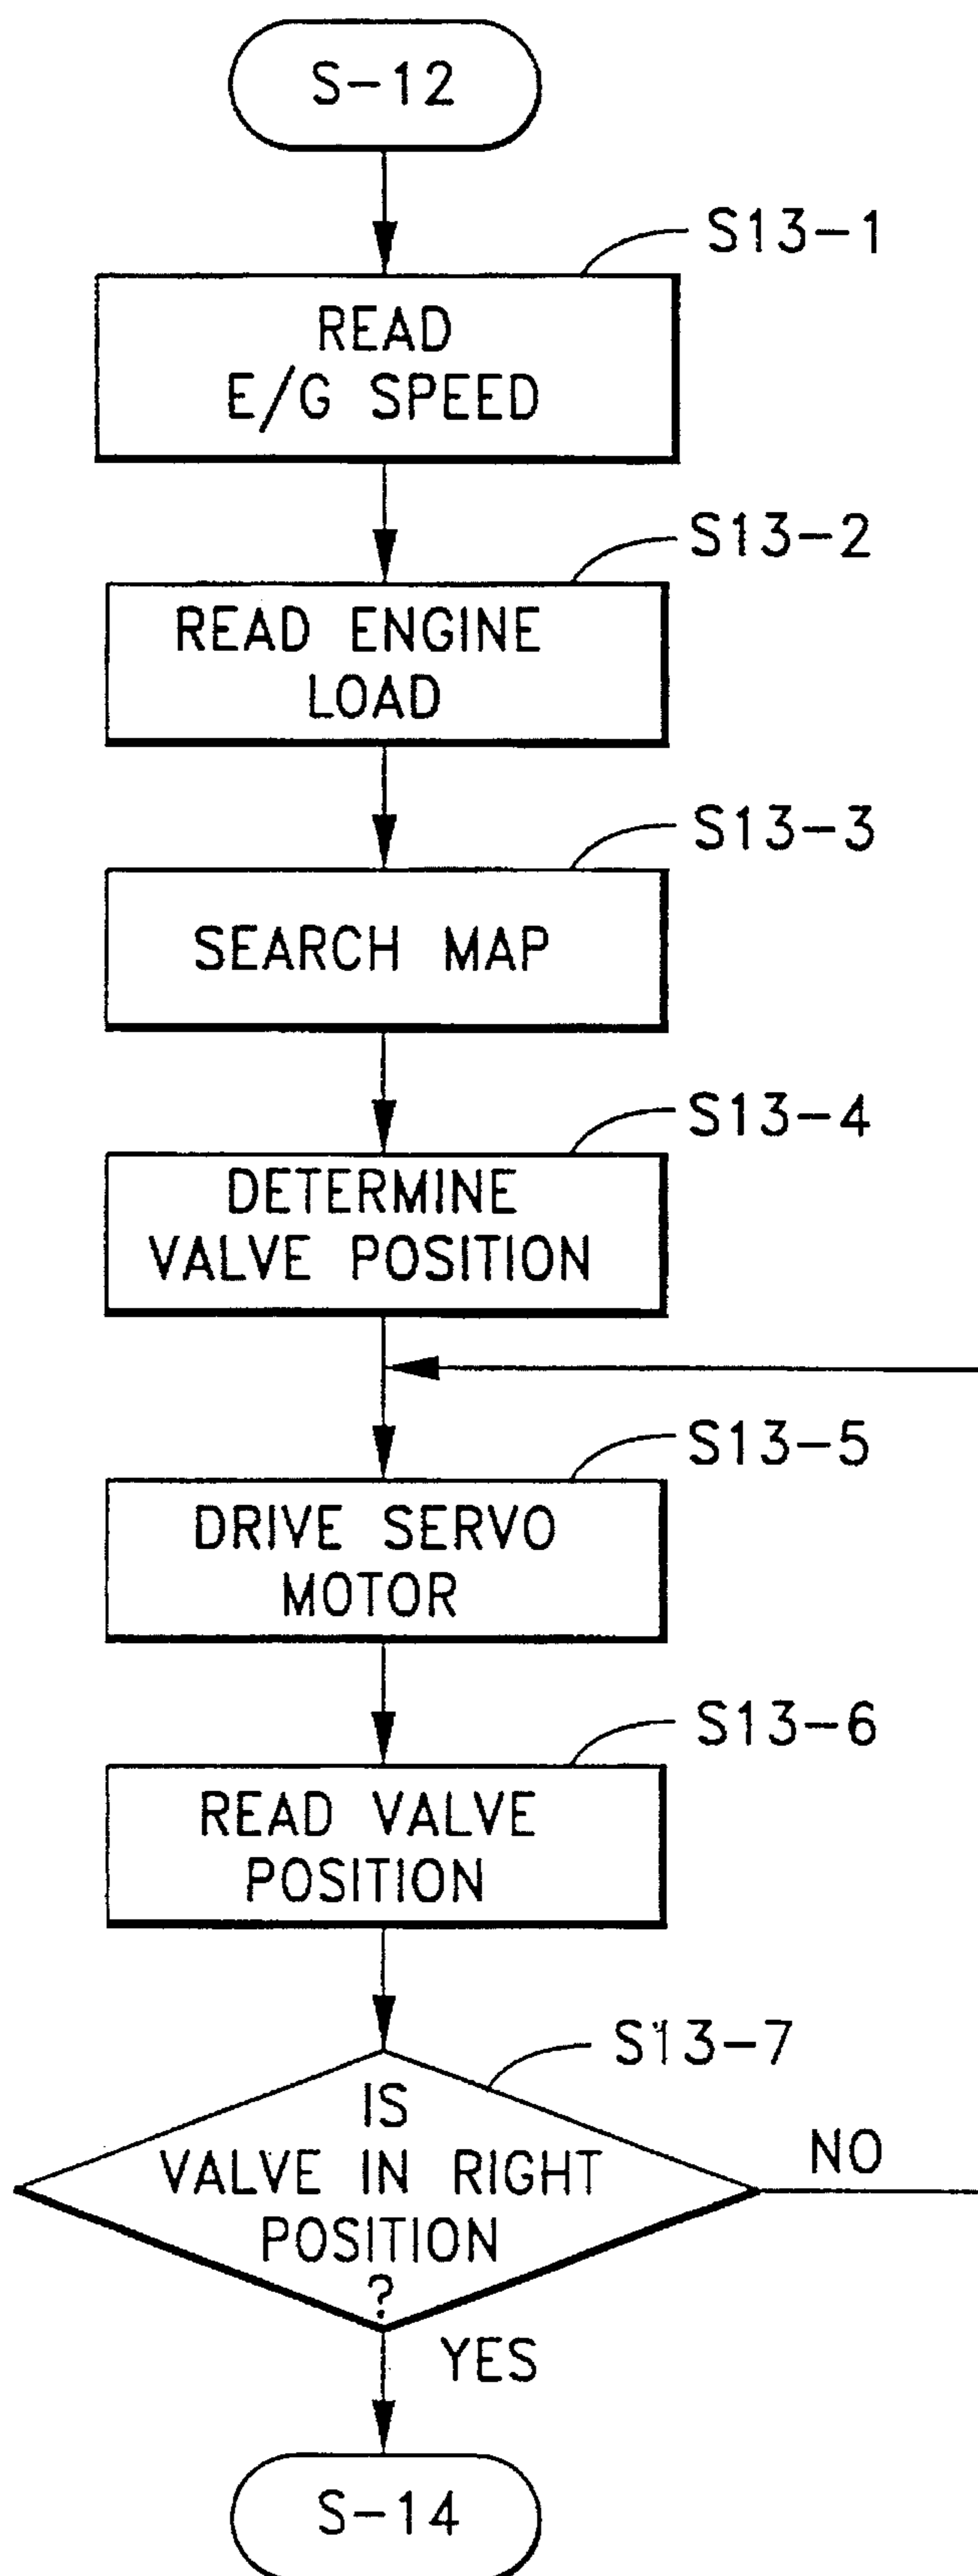 S-12
S13-1
READ
E/G SPEED
S13-2
READ ENGINE
LOAD
S13-3
SEARCH MAP
S13-4
DETERMINE
VALVE POSITION
S13-5
DRIVE SERVO
MOTOR
S13-6
READ VALVE
POSITION
S13-7
IS
VALVE IN RIGHT
POSITION
?
NO
YES
S-14